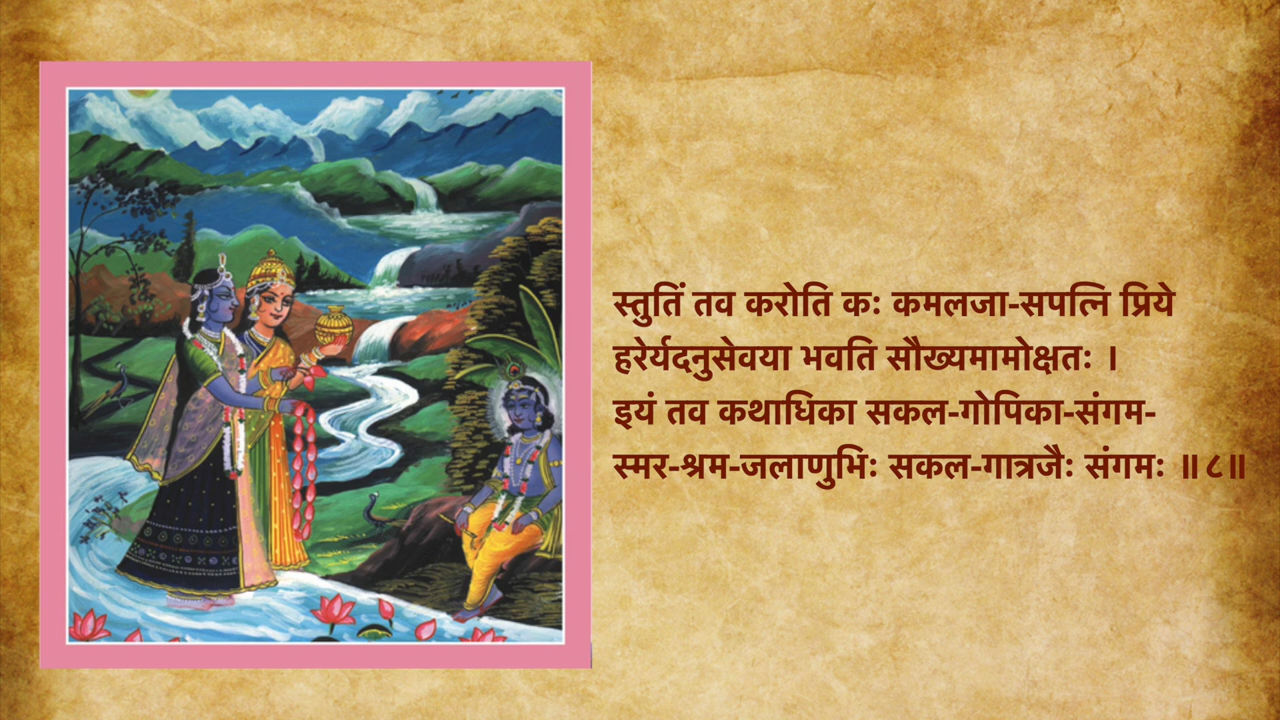 स्तुतिं तव करोति कः कमलजा-सपत्नि प्रिये
हरेर्यदनुसेवया भवति सौख्यमामोक्षतः ।
इयं तव कथाधिका सकल-गोपिका-संगम-
स्मर-श्रम-जलाणुभिः सकल-गात्रजैः संगमः ॥८॥